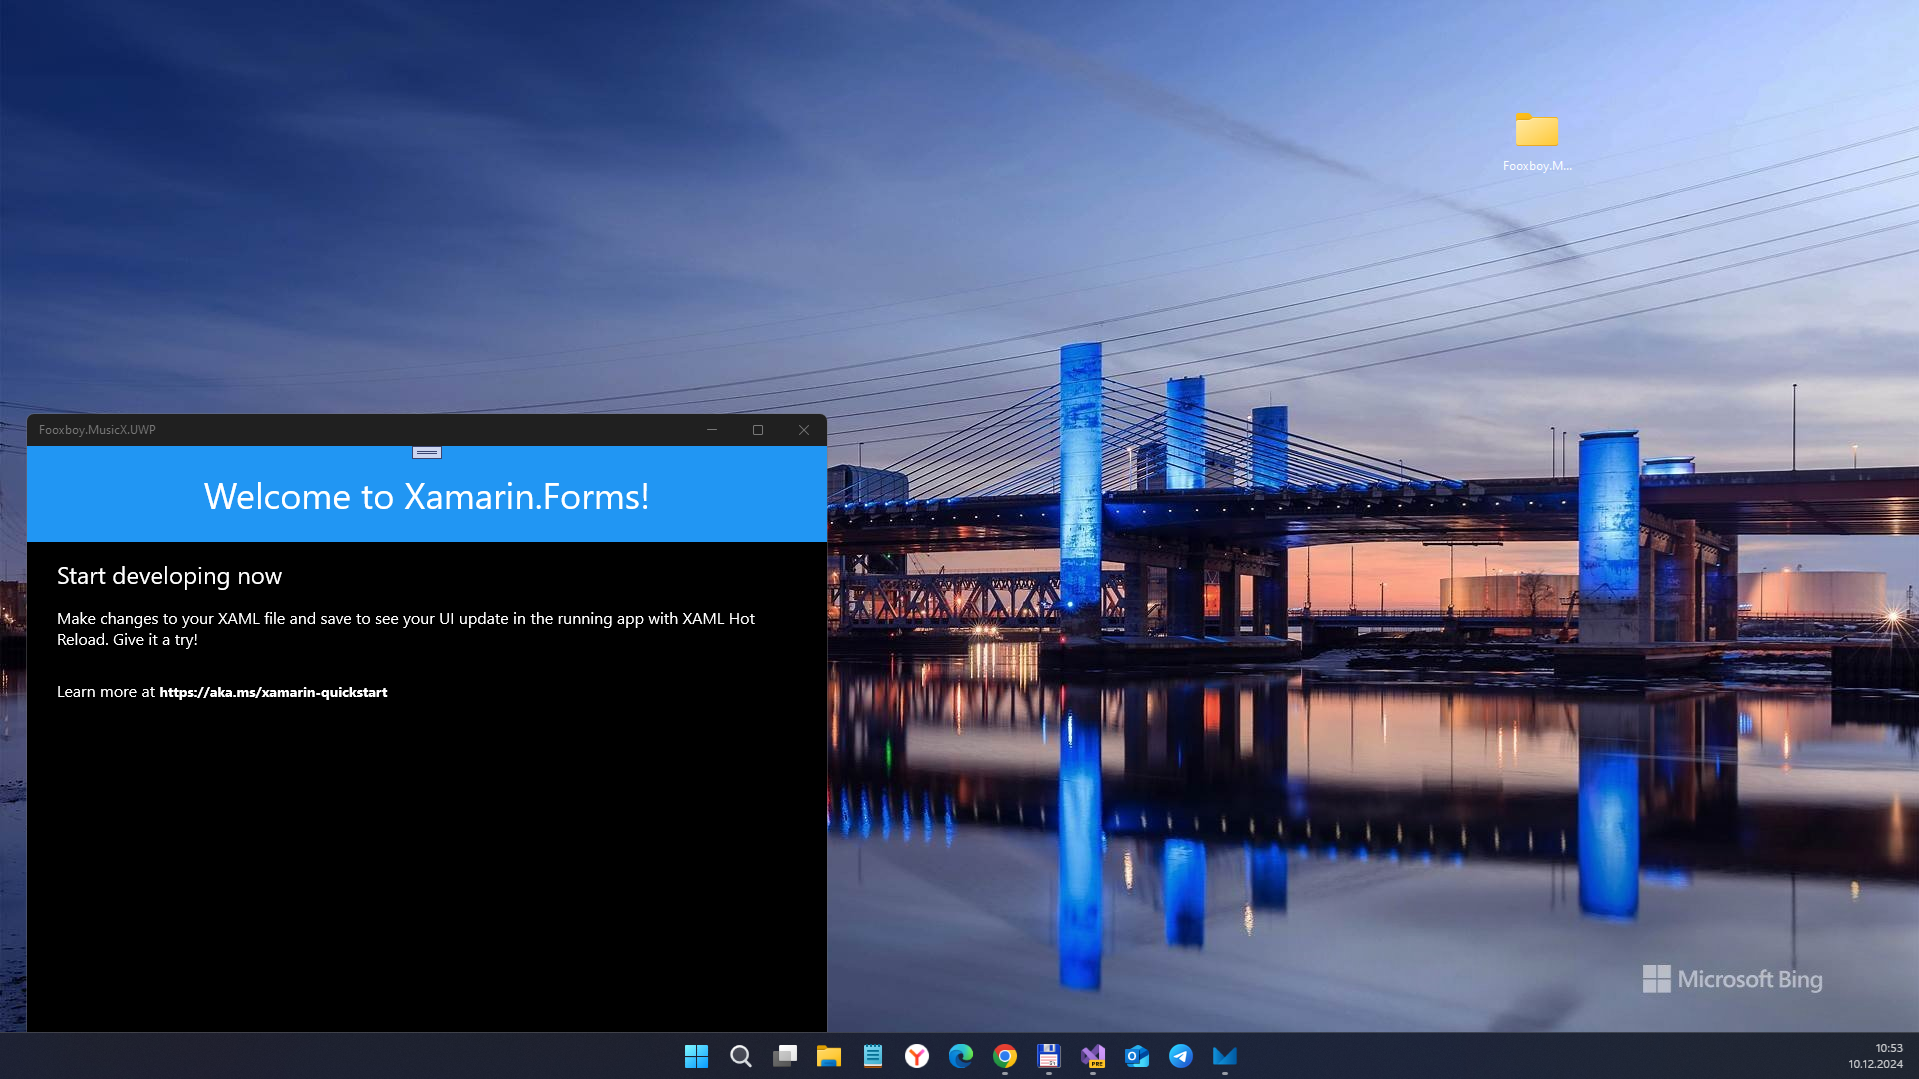 Fooxboy.M...
Fooxboy.MusicX.UWP
Welcome to Xamarin.Forms!
Start developing now
Make changes to your XAML file and save to see your UI update in the running app with XAML Hot
Reload. Give it a try!
Learn more at https://aka.ms/xamarin-quickstart
Microsoft Bing
PRE
10:53
10.12.2024